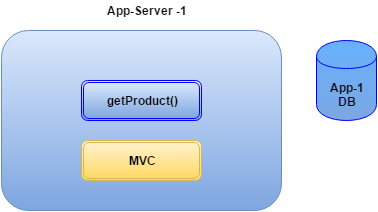 App-Server -1
getProduct()
MVC
App-1
DB